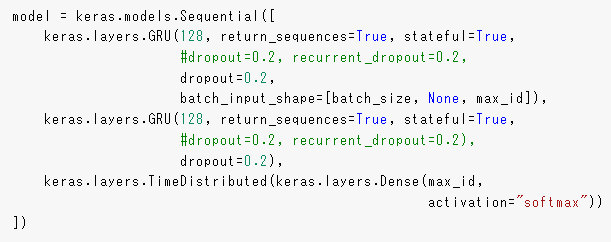 model = keras.models.Sequential([
    keras.layers.GRU(128, return_sequences=True, stateful=True,
                     #dropout=0.2, recurrent_dropout=0.2,
                     dropout=0.2,
                     batch_input_shape=[batch_size, None, max_id]),
    keras.layers.GRU(128, return_sequences=True, stateful=True,
                     #dropout=0.2, recurrent_dropout=0.2),
                     dropout=0.2),
    keras.layers.TimeDistributed(keras.layers.Dense(max_id,
                                                    activation="softmax"))
])